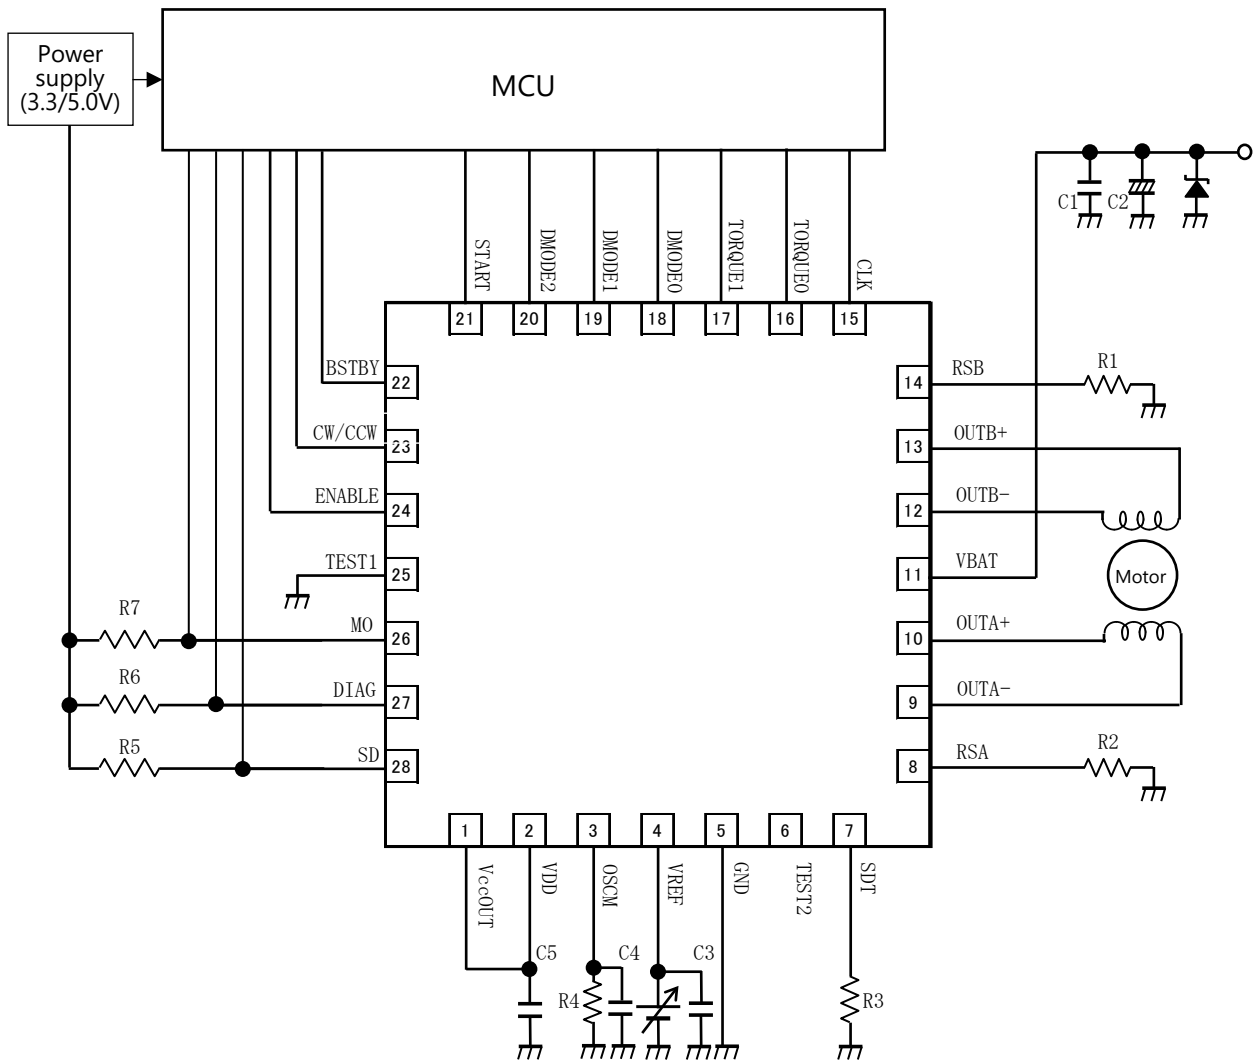 Power
supply
(3.3/5.0V)
MCU
C1
C2
START
DMODE2
DMODE1
DMODE0
TORQUE1
TORQUE0
CLK
21
20
19
18
17
16
15
BSTBY
22
14
RSB
R1
CW/CCW
23
13
OUTB+
ENABLE
24
12
OUTB-
TEST1
25
11
VBAT
Motor
R7
MO
26
10
OUTA+
R6
DIAG
27
9
OUTA-
R5
SD
28
8
RSA
R2
1
2
3
4
5
6
7
VccOUT
VDD
OSCM
VREF
GND
TEST2
SDT
C5
C4
C3
R4
R3